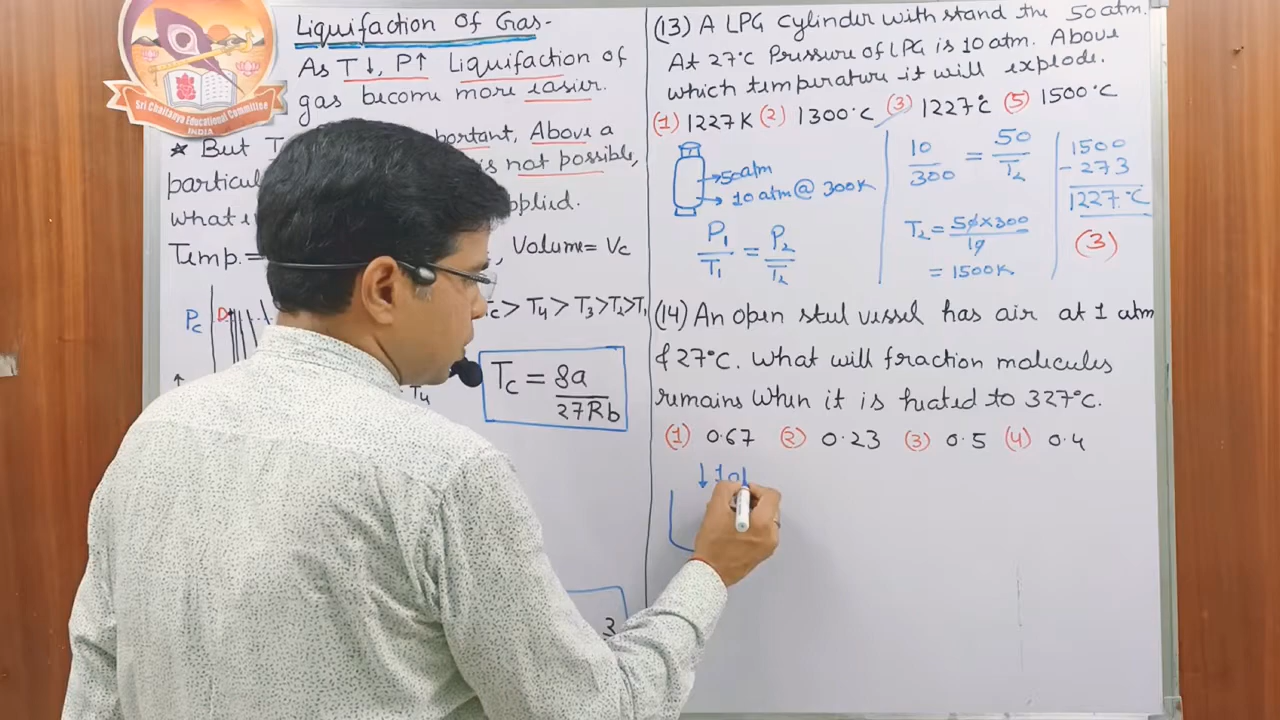 Sri Chaitanya Educational Committee
INDIA
Liquifaction of Gas-
As T↓, P↑ Liquifaction of
gas become more easier.
* But T portant, Above a
particul is not possible,
what e pplied.
Temp.= , Volume= Vc
Pc D
Tc > T4 > T3 > T2 > T1
T4
Tc = 8a
27Rb
3
(13) A LPG Cylinder with stand the 50 atm.
At 27°C Pressure of LPG is 10 atm. Above
which temperature it will explode.
(1) 1227 K (2) 1300°C (3) 1227°C (5) 1500°C
50atm
10 atm @ 300K
P1 = P2
T1 T2
10 = 50
300 T2
T2 = 50 x 300
10
= 1500K
1500
- 273
1227°C
(3)
(14) An open steel vessel has air at 1 atm
& 27°C. What will fraction molecules
remains When it is heated to 327°C.
(1) 0.67 (2) 0.23 (3) 0.5 (4) 0.4
↓ 1a↓